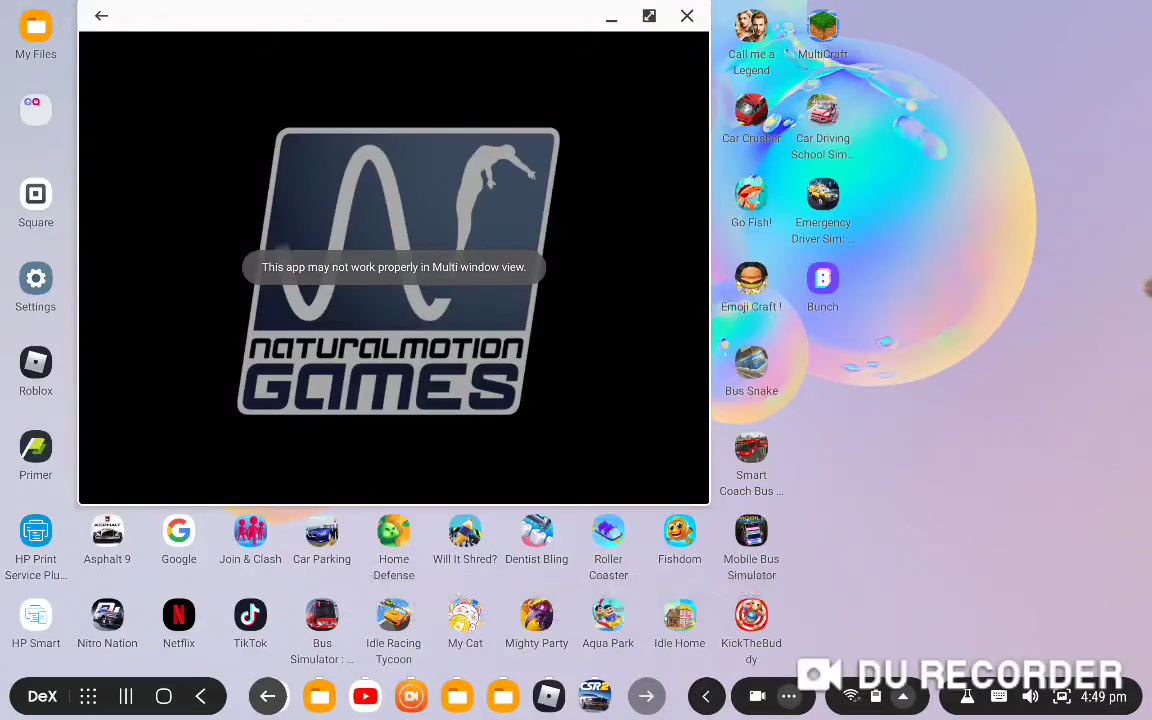 My Files
Call me a Legend
MultiCraft
Car Crusher
Car Driving School Sim...
Square
Go Fish!
Emergency Driver Sim: ...
This app may not work properly in Multi window view.
Settings
Emoji Craft !
Bunch
NATURALMOTION
GAMES
Roblox
Bus Snake
Primer
Smart Coach Bus ...
HP Print Service Plu...
ASPHALT
Asphalt 9
Google
Join & Clash
Car Parking
Home Defense
Will It Shred?
Dentist Bling
Roller Coaster
Fishdom
Mobile Bus Simulator
HP Smart
Nitro Nation
Netflix
TikTok
Bus Simulator : ...
Idle Racing Tycoon
My Cat
Mighty Party
Aqua Park
Idle Home
KickTheBuddy
DU RECORDER
DeX
CSR2
4:49 pm